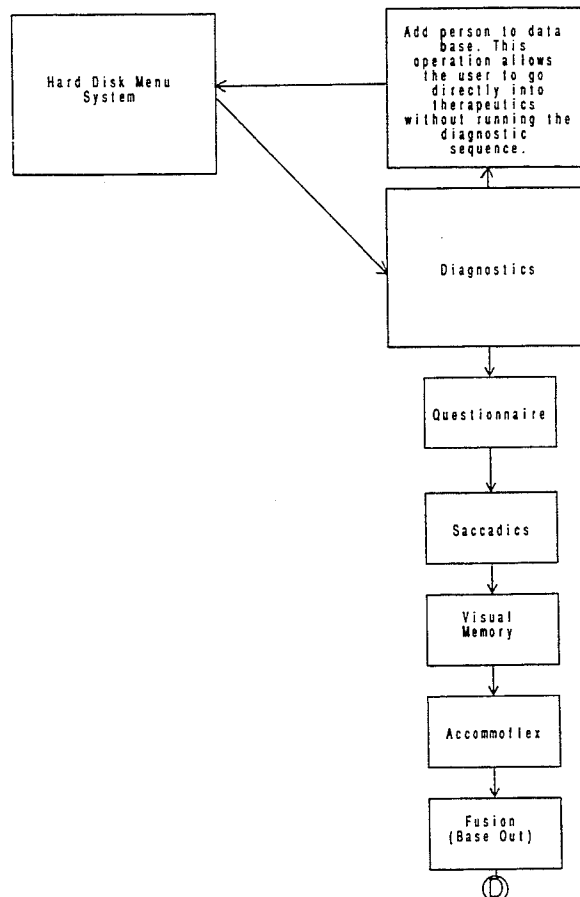 Hard Disk Menu
System
Add person to data
base. This
operation allows
the user to go
directly into
therapeutics
without running the
diagnostic
sequence.
Diagnostics
Questionnaire
Saccadics
Visual
Memory
Accommoflex
Fusion
(Base Out)
D